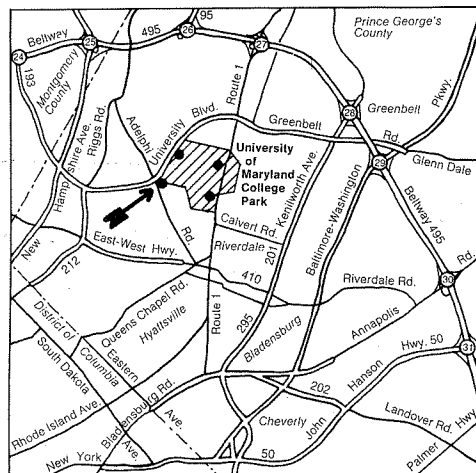 Prince George's
County
Beltway
495
95
24
25
26
27
193
Montgomery
County
Route 1
28
Greenbelt
Pkwy.
New Hampshire Ave.
Riggs Rd.
Adelphi Rd.
University Blvd.
Greenbelt Rd.
29
Glenn Dale
University
of
Maryland
College
Park
Kenilworth Ave.
Baltimore-Washington
Beltway 495
Calvert Rd.
Riverdale
201
East-West Hwy.
410
212
Riverdale Rd.
30
Rd.
District of
Columbia
Queens Chapel Rd.
Hyattsville
Route 1
295
Bladensburg
Annapolis
31
Hwy. 50
South Dakota Ave.
Eastern Ave.
Bladensburg Rd.
Hanson
202
Rhode Island Ave.
Cheverly
John
Landover Rd.
Palmer Hwy.
New York Ave.
50